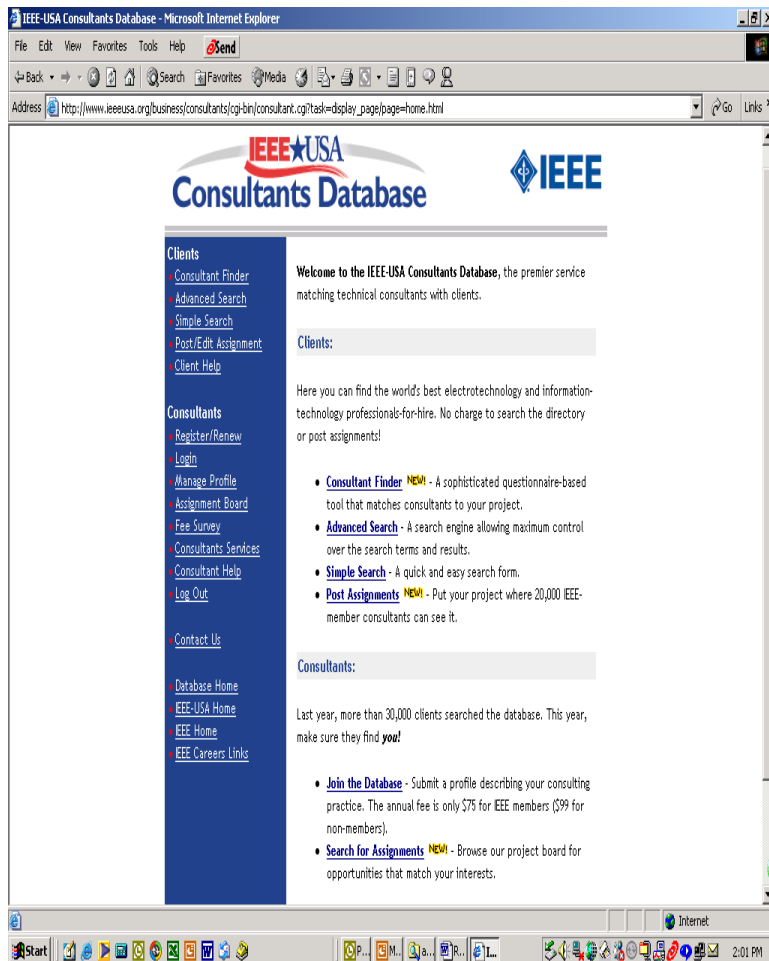 IEEE-USA Consultants Database - Microsoft Internet Explorer
File Edit View Favorites Tools Help Send
Back Search Favorites Media
Address http://www.ieeeusa.org/business/consultants/cgi-bin/consultant.cgi?task=display_page/page=home.html Go Links
IEEE★USA
Consultants Database
IEEE
Clients
Consultant Finder
Advanced Search
Simple Search
Post/Edit Assignment
Client Help
Consultants
Register/Renew
Login
Manage Profile
Assignment Board
Fee Survey
Consultants Services
Consultant Help
Log Out
Contact Us
Database Home
IEEE-USA Home
IEEE Home
IEEE Careers Links
Welcome to the IEEE-USA Consultants Database, the premier service
matching technical consultants with clients.
Clients:
Here you can find the world's best electrotechnology and information-
technology professionals-for-hire. No charge to search the directory
or post assignments!
• Consultant Finder NEW! - A sophisticated questionnaire-based
tool that matches consultants to your project.
• Advanced Search - A search engine allowing maximum control
over the search terms and results.
• Simple Search - A quick and easy search form.
• Post Assignments NEW! - Put your project where 20,000 IEEE-
member consultants can see it.
Consultants:
Last year, more than 30,000 clients searched the database. This year,
make sure they find you!
• Join the Database - Submit a profile describing your consulting
practice. The annual fee is only $75 for IEEE members ($99 for
non-members).
• Search for Assignments NEW! - Browse our project board for
opportunities that match your interests.
Internet
Start P... M... a... R... I... 2:01 PM